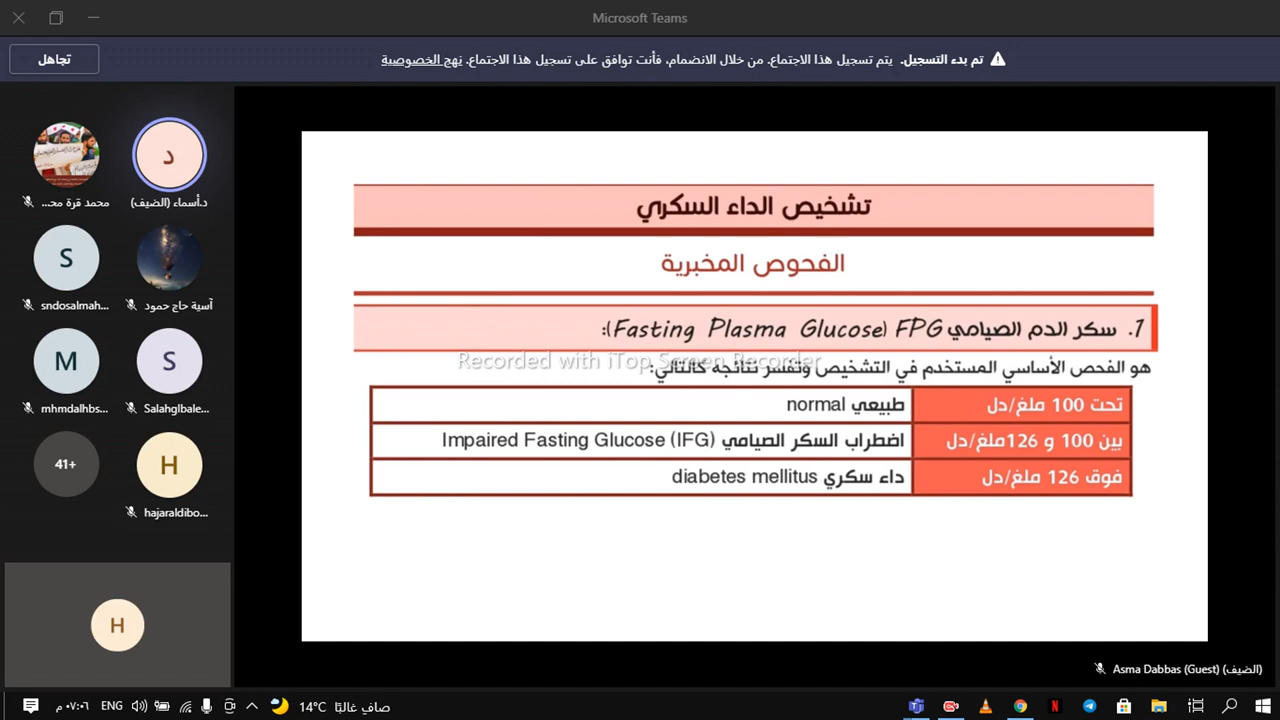 Microsoft Teams
تم بدء التسجيل. يتم تسجيل هذا الاجتماع. من خلال الانضمام، فأنت توافق على تسجيل هذا الاجتماع. نهج الخصوصية
تجاهل
د
د.أسماء (الضيف)
محمد قرة مح...
آسية حاج حمود
S
sndosalmah...
S
Salahglbale...
M
mhmdalhbs...
H
hajaraldibo...
41+
H
تشخيص الداء السكري
الفحوص المخبرية
1. سكر الدم الصيامي FPG (Fasting Plasma Glucose):
Recorded with iTop Screen Recorder
هو الفحص الأساسي المستخدم في التشخيص وتفسر نتائجه كالتالي:
تحت 100 ملغ/دل طبيعي normal
بين 100 و 126ملغ/دل اضطراب السكر الصيامي Impaired Fasting Glucose (IFG)
فوق 126 ملغ/دل داء سكري diabetes mellitus
Asma Dabbas (Guest) (الضيف)
صافٍ غالبًا 14°C
ENG
٠٧:٠٦ م